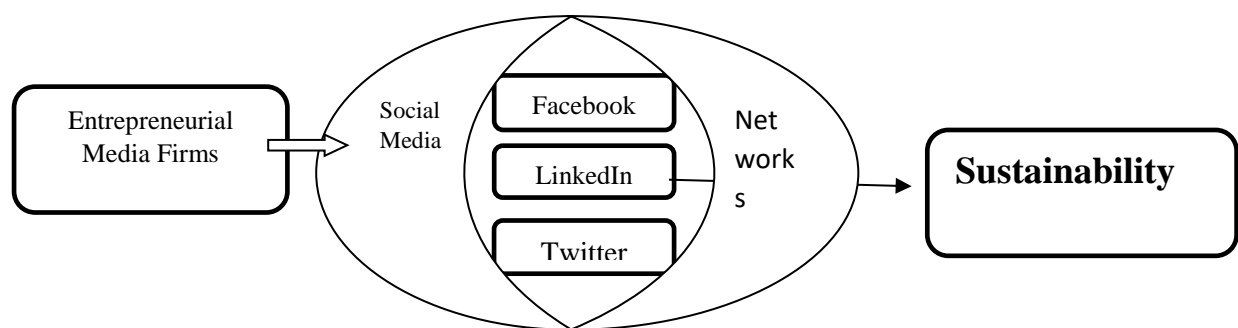 Entrepreneurial
Media Firms
Social
Media
Facebook
LinkedIn
Twitter
Net
work
s
Sustainability